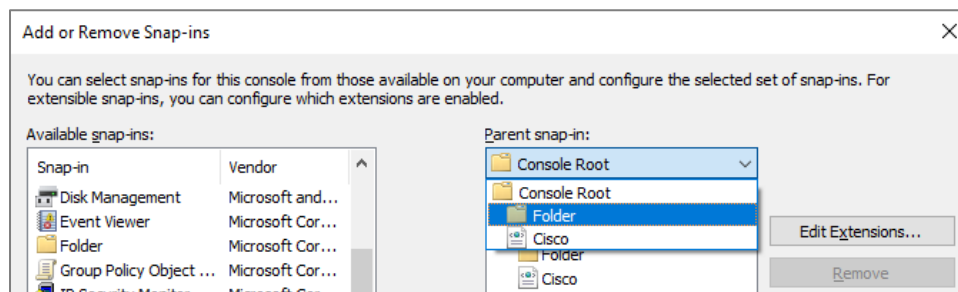 Add or Remove Snap-ins
You can select snap-ins for this console from those available on your computer and configure the selected set of snap-ins. For
extensible snap-ins, you can configure which extensions are enabled.
Available snap-ins:
Snap-in Vendor
Disk Management Microsoft and...
Event Viewer Microsoft Cor...
Folder Microsoft Cor...
Group Policy Object ... Microsoft Cor...
Parent snap-in:
Console Root
Console Root
Folder
Cisco
Folder
Cisco
Edit Extensions...
Remove